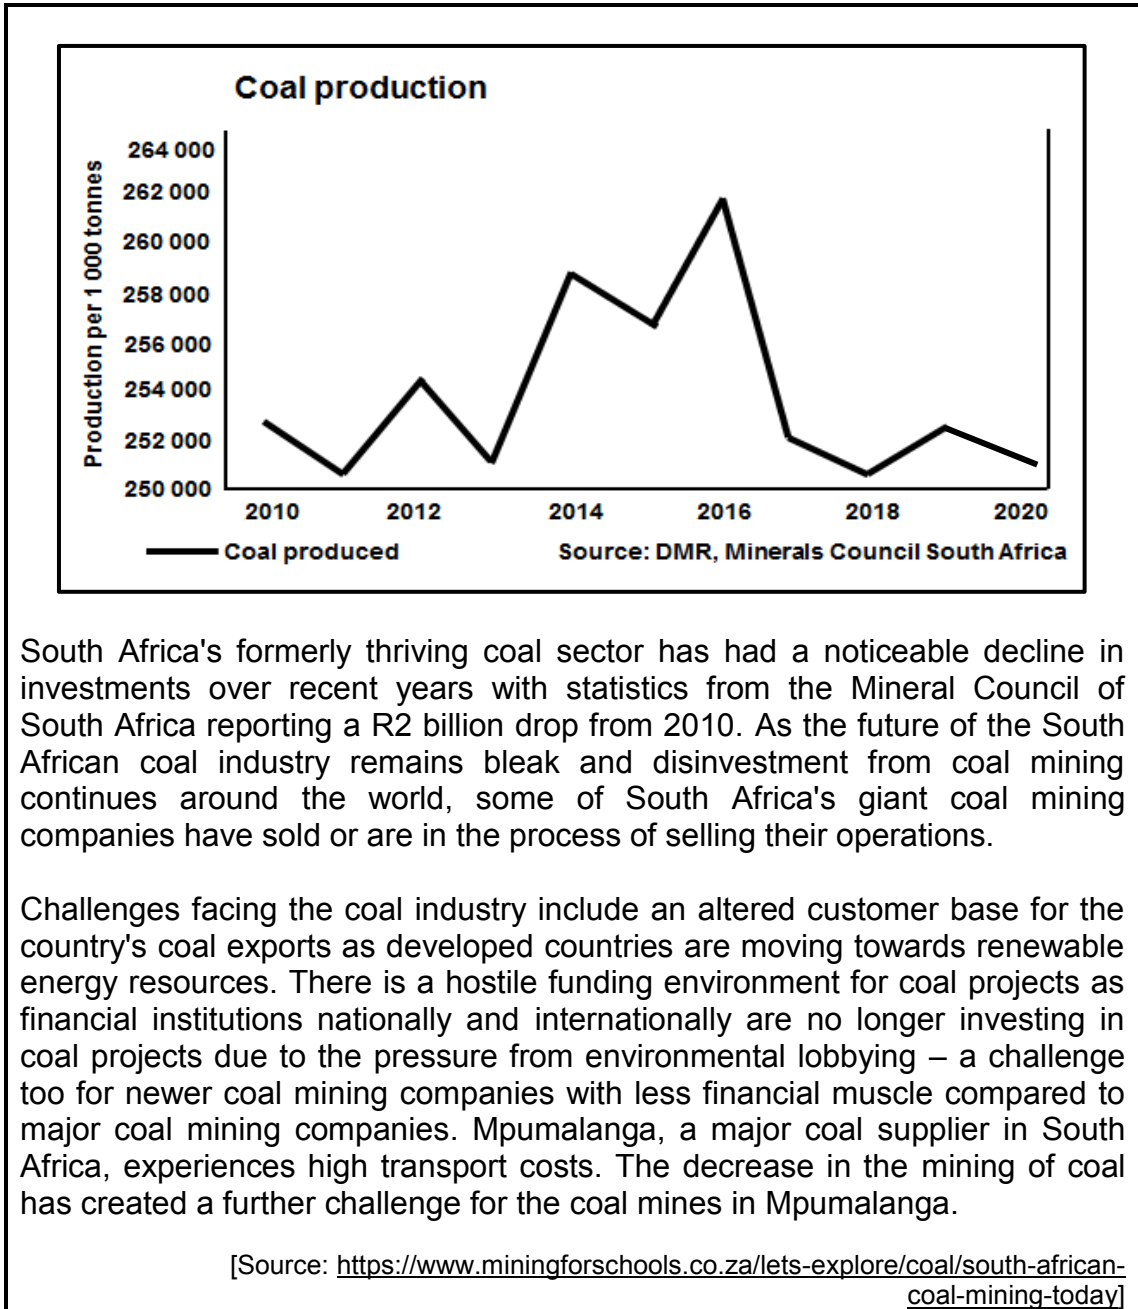 Coal production
Production per 1 000 tonnes
264 000
262 000
260 000
258 000
256 000
254 000
252 000
250 000
2010 2012 2014 2016 2018 2020
Coal produced Source: DMR, Minerals Council South Africa
South Africa's formerly thriving coal sector has had a noticeable decline in
investments over recent years with statistics from the Mineral Council of
South Africa reporting a R2 billion drop from 2010. As the future of the South
African coal industry remains bleak and disinvestment from coal mining
continues around the world, some of South Africa's giant coal mining
companies have sold or are in the process of selling their operations.
Challenges facing the coal industry include an altered customer base for the
country's coal exports as developed countries are moving towards renewable
energy resources. There is a hostile funding environment for coal projects as
financial institutions nationally and internationally are no longer investing in
coal projects due to the pressure from environmental lobbying – a challenge
too for newer coal mining companies with less financial muscle compared to
major coal mining companies. Mpumalanga, a major coal supplier in South
Africa, experiences high transport costs. The decrease in the mining of coal
has created a further challenge for the coal mines in Mpumalanga.
[Source: https://www.miningforschools.co.za/lets-explore/coal/south-african-
coal-mining-today]